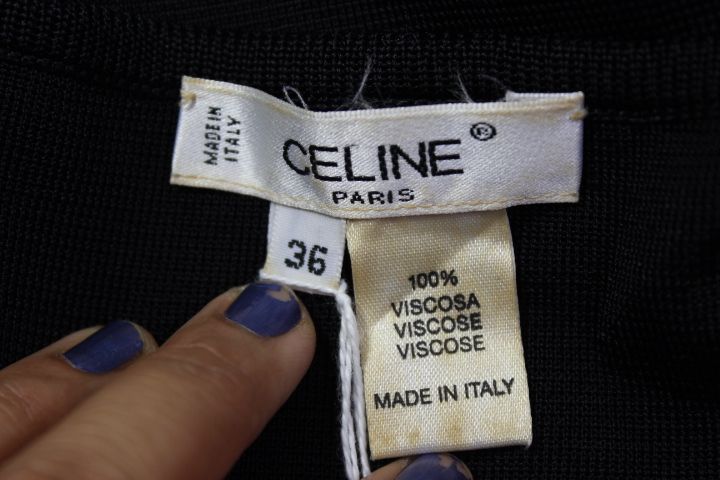 MADE IN
ITALY
CELINE®
PARIS
36
100%
VISCOSA
VISCOSE
VISCOSE
MADE IN ITALY